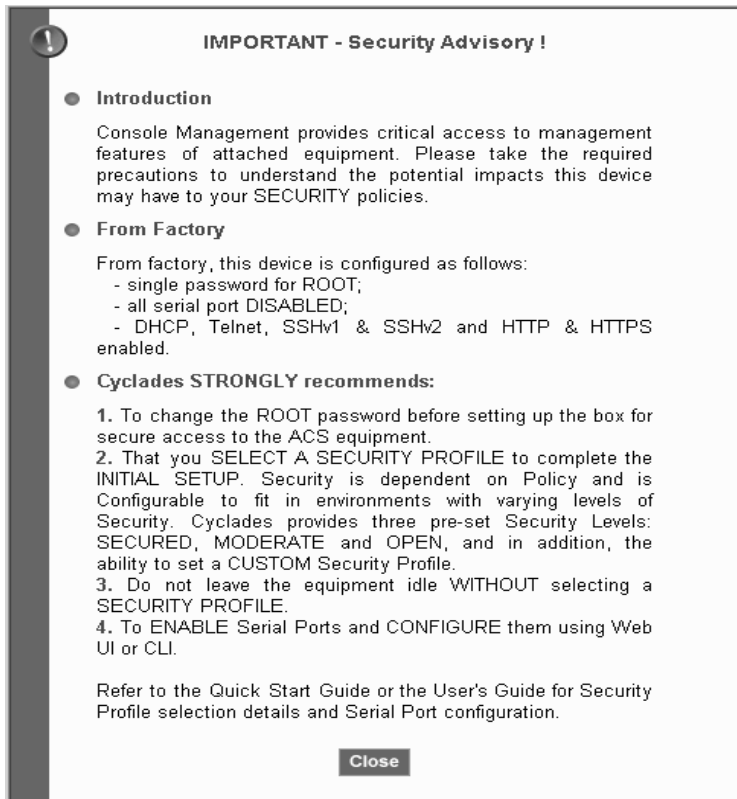 IMPORTANT - Security Advisory !
Introduction
Console Management provides critical access to management
features of attached equipment. Please take the required
precautions to understand the potential impacts this device
may have to your SECURITY policies.
From Factory
From factory, this device is configured as follows:
- single password for ROOT;
- all serial port DISABLED;
- DHCP, Telnet, SSHv1 & SSHv2 and HTTP & HTTPS
enabled.
Cyclades STRONGLY recommends:
1. To change the ROOT password before setting up the box for
secure access to the ACS equipment.
2. That you SELECT A SECURITY PROFILE to complete the
INITIAL SETUP. Security is dependent on Policy and is
Configurable to fit in environments with varying levels of
Security. Cyclades provides three pre-set Security Levels:
SECURED, MODERATE and OPEN, and in addition, the
ability to set a CUSTOM Security Profile.
3. Do not leave the equipment idle WITHOUT selecting a
SECURITY PROFILE.
4. To ENABLE Serial Ports and CONFIGURE them using Web
UI or CLI.
Refer to the Quick Start Guide or the User's Guide for Security
Profile selection details and Serial Port configuration.
Close